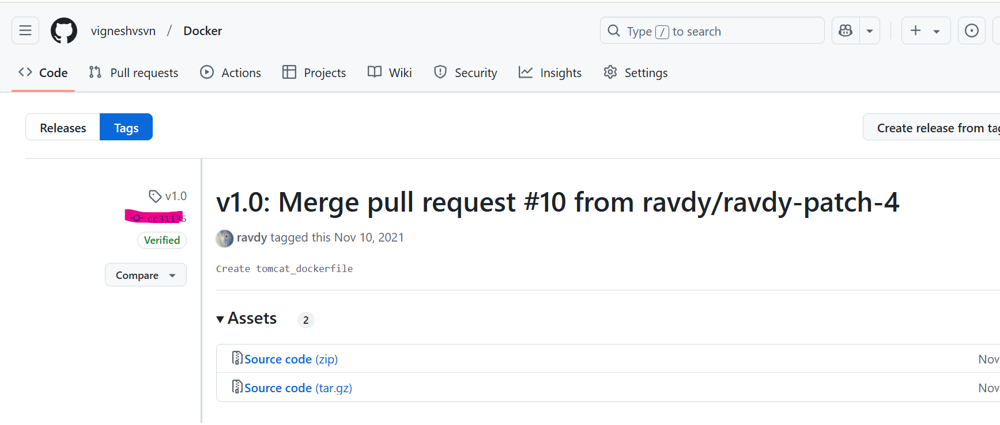 vigneshvsvn / Docker
Type / to search
Code
Pull requests
Actions
Projects
Wiki
Security
Insights
Settings
Releases
Tags
Create release from tag
v1.0
cc31135
Verified
Compare
v1.0: Merge pull request #10 from ravdy/ravdy-patch-4
ravdy tagged this Nov 10, 2021
Create tomcat_dockerfile
Assets 2
Source code (zip)
Nov
Source code (tar.gz)
Nov